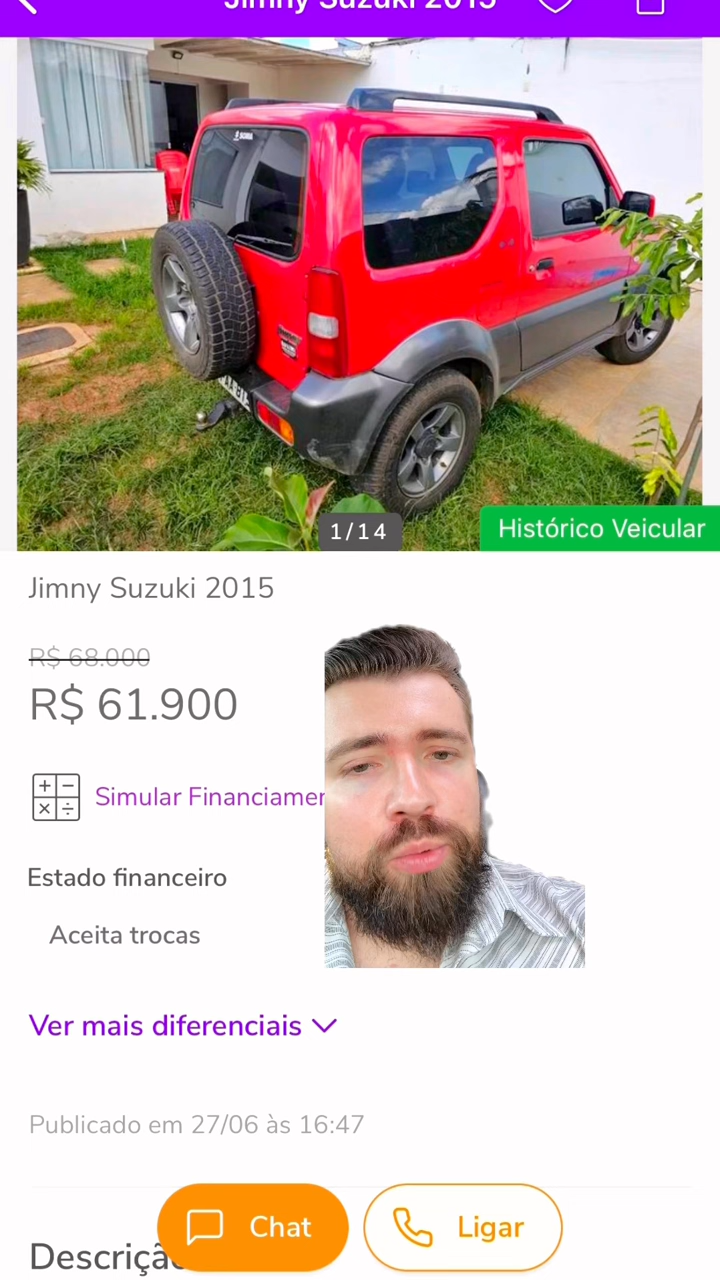 Jimny Suzuki 2015
1/14
Histórico Veicular
Jimny Suzuki 2015
R$ 68.000
R$ 61.900
Simular Financiamen
Estado financeiro
Aceita trocas
Ver mais diferenciais
Publicado em 27/06 às 16:47
Chat
Ligar
Descriçã